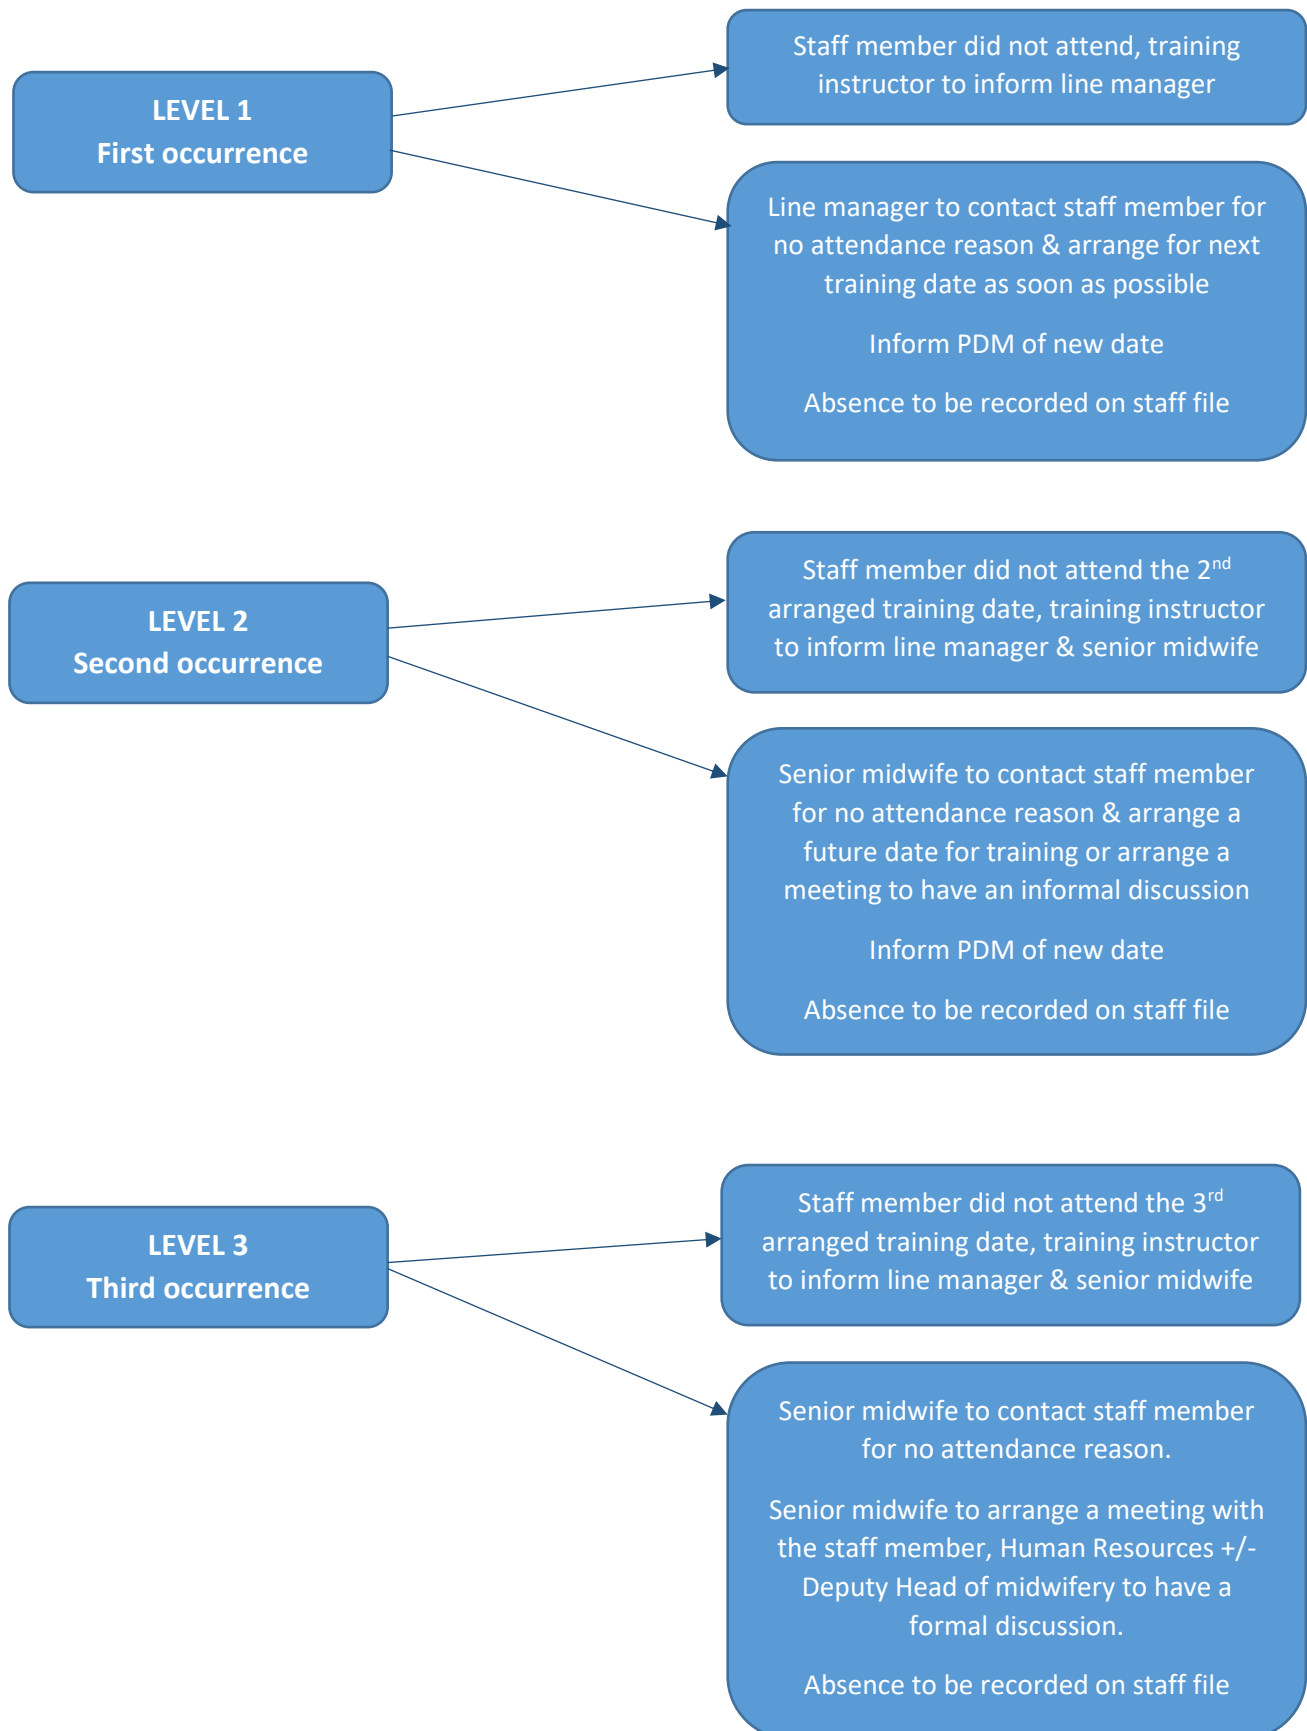 LEVEL 1
First occurrence
Staff member did not attend, training
instructor to inform line manager
Line manager to contact staff member for
no attendance reason & arrange for next
training date as soon as possible
Inform PDM of new date
Absence to be recorded on staff file
LEVEL 2
Second occurrence
Staff member did not attend the 2nd
arranged training date, training instructor
to inform line manager & senior midwife
Senior midwife to contact staff member
for no attendance reason & arrange a
future date for training or arrange a
meeting to have an informal discussion
Inform PDM of new date
Absence to be recorded on staff file
LEVEL 3
Third occurrence
Staff member did not attend the 3rd
arranged training date, training instructor
to inform line manager & senior midwife
Senior midwife to contact staff member
for no attendance reason.
Senior midwife to arrange a meeting with
the staff member, Human Resources +/-
Deputy Head of midwifery to have a
formal discussion.
Absence to be recorded on staff file